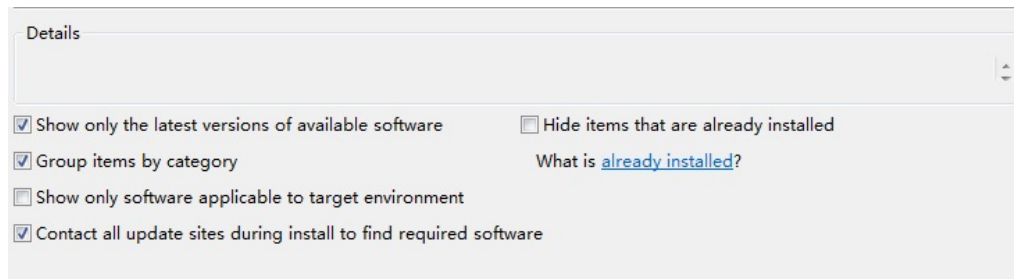 Details
Show only the latest versions of available software
Hide items that are already installed
Group items by category
What is already installed?
Show only software applicable to target environment
Contact all update sites during install to find required software